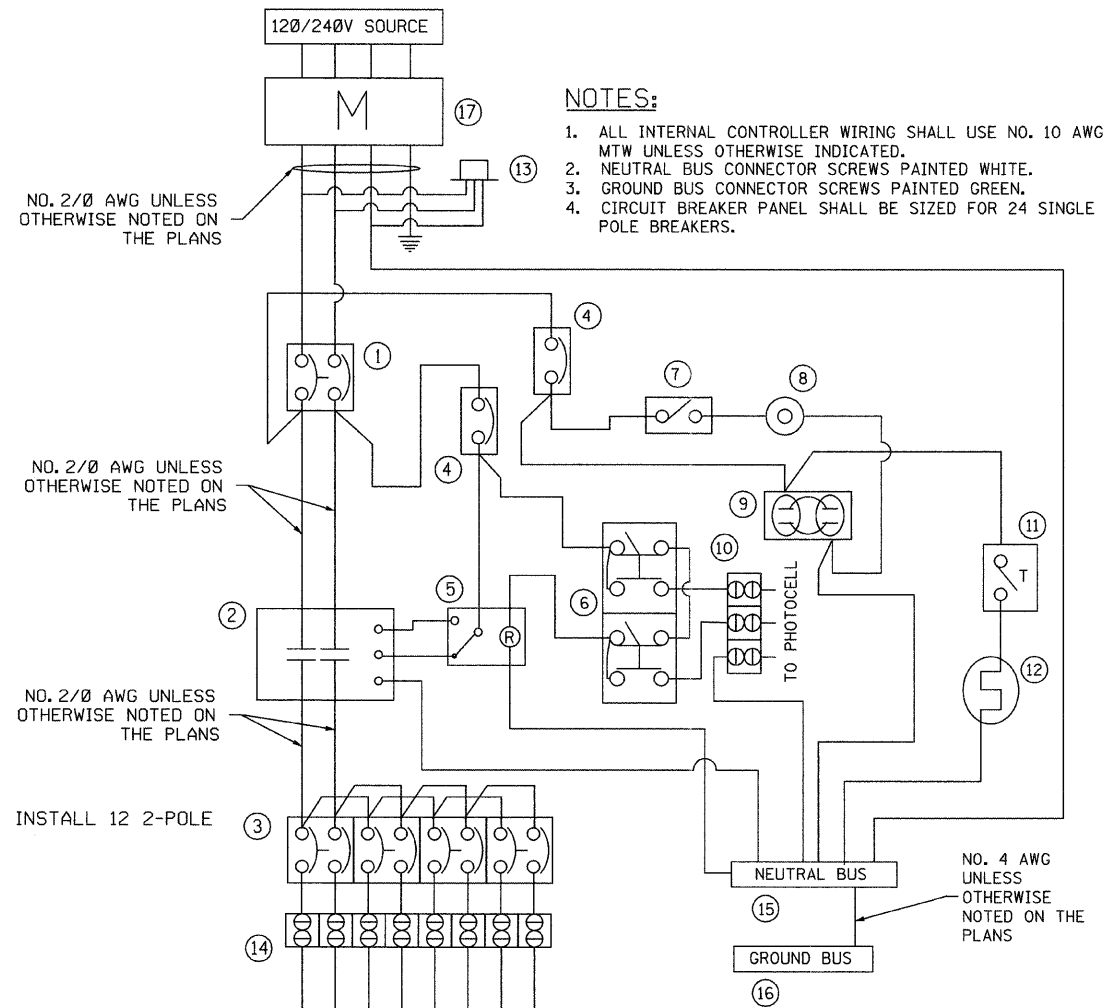 120/240V SOURCE
M
17
13
NO. 2/0 AWG UNLESS
OTHERWISE NOTED ON
THE PLANS
NOTES:
1. ALL INTERNAL CONTROLLER WIRING SHALL USE NO. 10 AWG
MTW UNLESS OTHERWISE INDICATED.
2. NEUTRAL BUS CONNECTOR SCREWS PAINTED WHITE.
3. GROUND BUS CONNECTOR SCREWS PAINTED GREEN.
4. CIRCUIT BREAKER PANEL SHALL BE SIZED FOR 24 SINGLE
POLE BREAKERS.
1
4
7
8
4
NO. 2/0 AWG UNLESS
OTHERWISE NOTED ON
THE PLANS
9
10
11
T
2
5
R
6
TO PHOTOCELL
12
NO. 2/0 AWG UNLESS
OTHERWISE NOTED ON
THE PLANS
INSTALL 12 2-POLE
3
14
NEUTRAL BUS
15
NO. 4 AWG
UNLESS
OTHERWISE
NOTED ON THE
PLANS
GROUND BUS
16